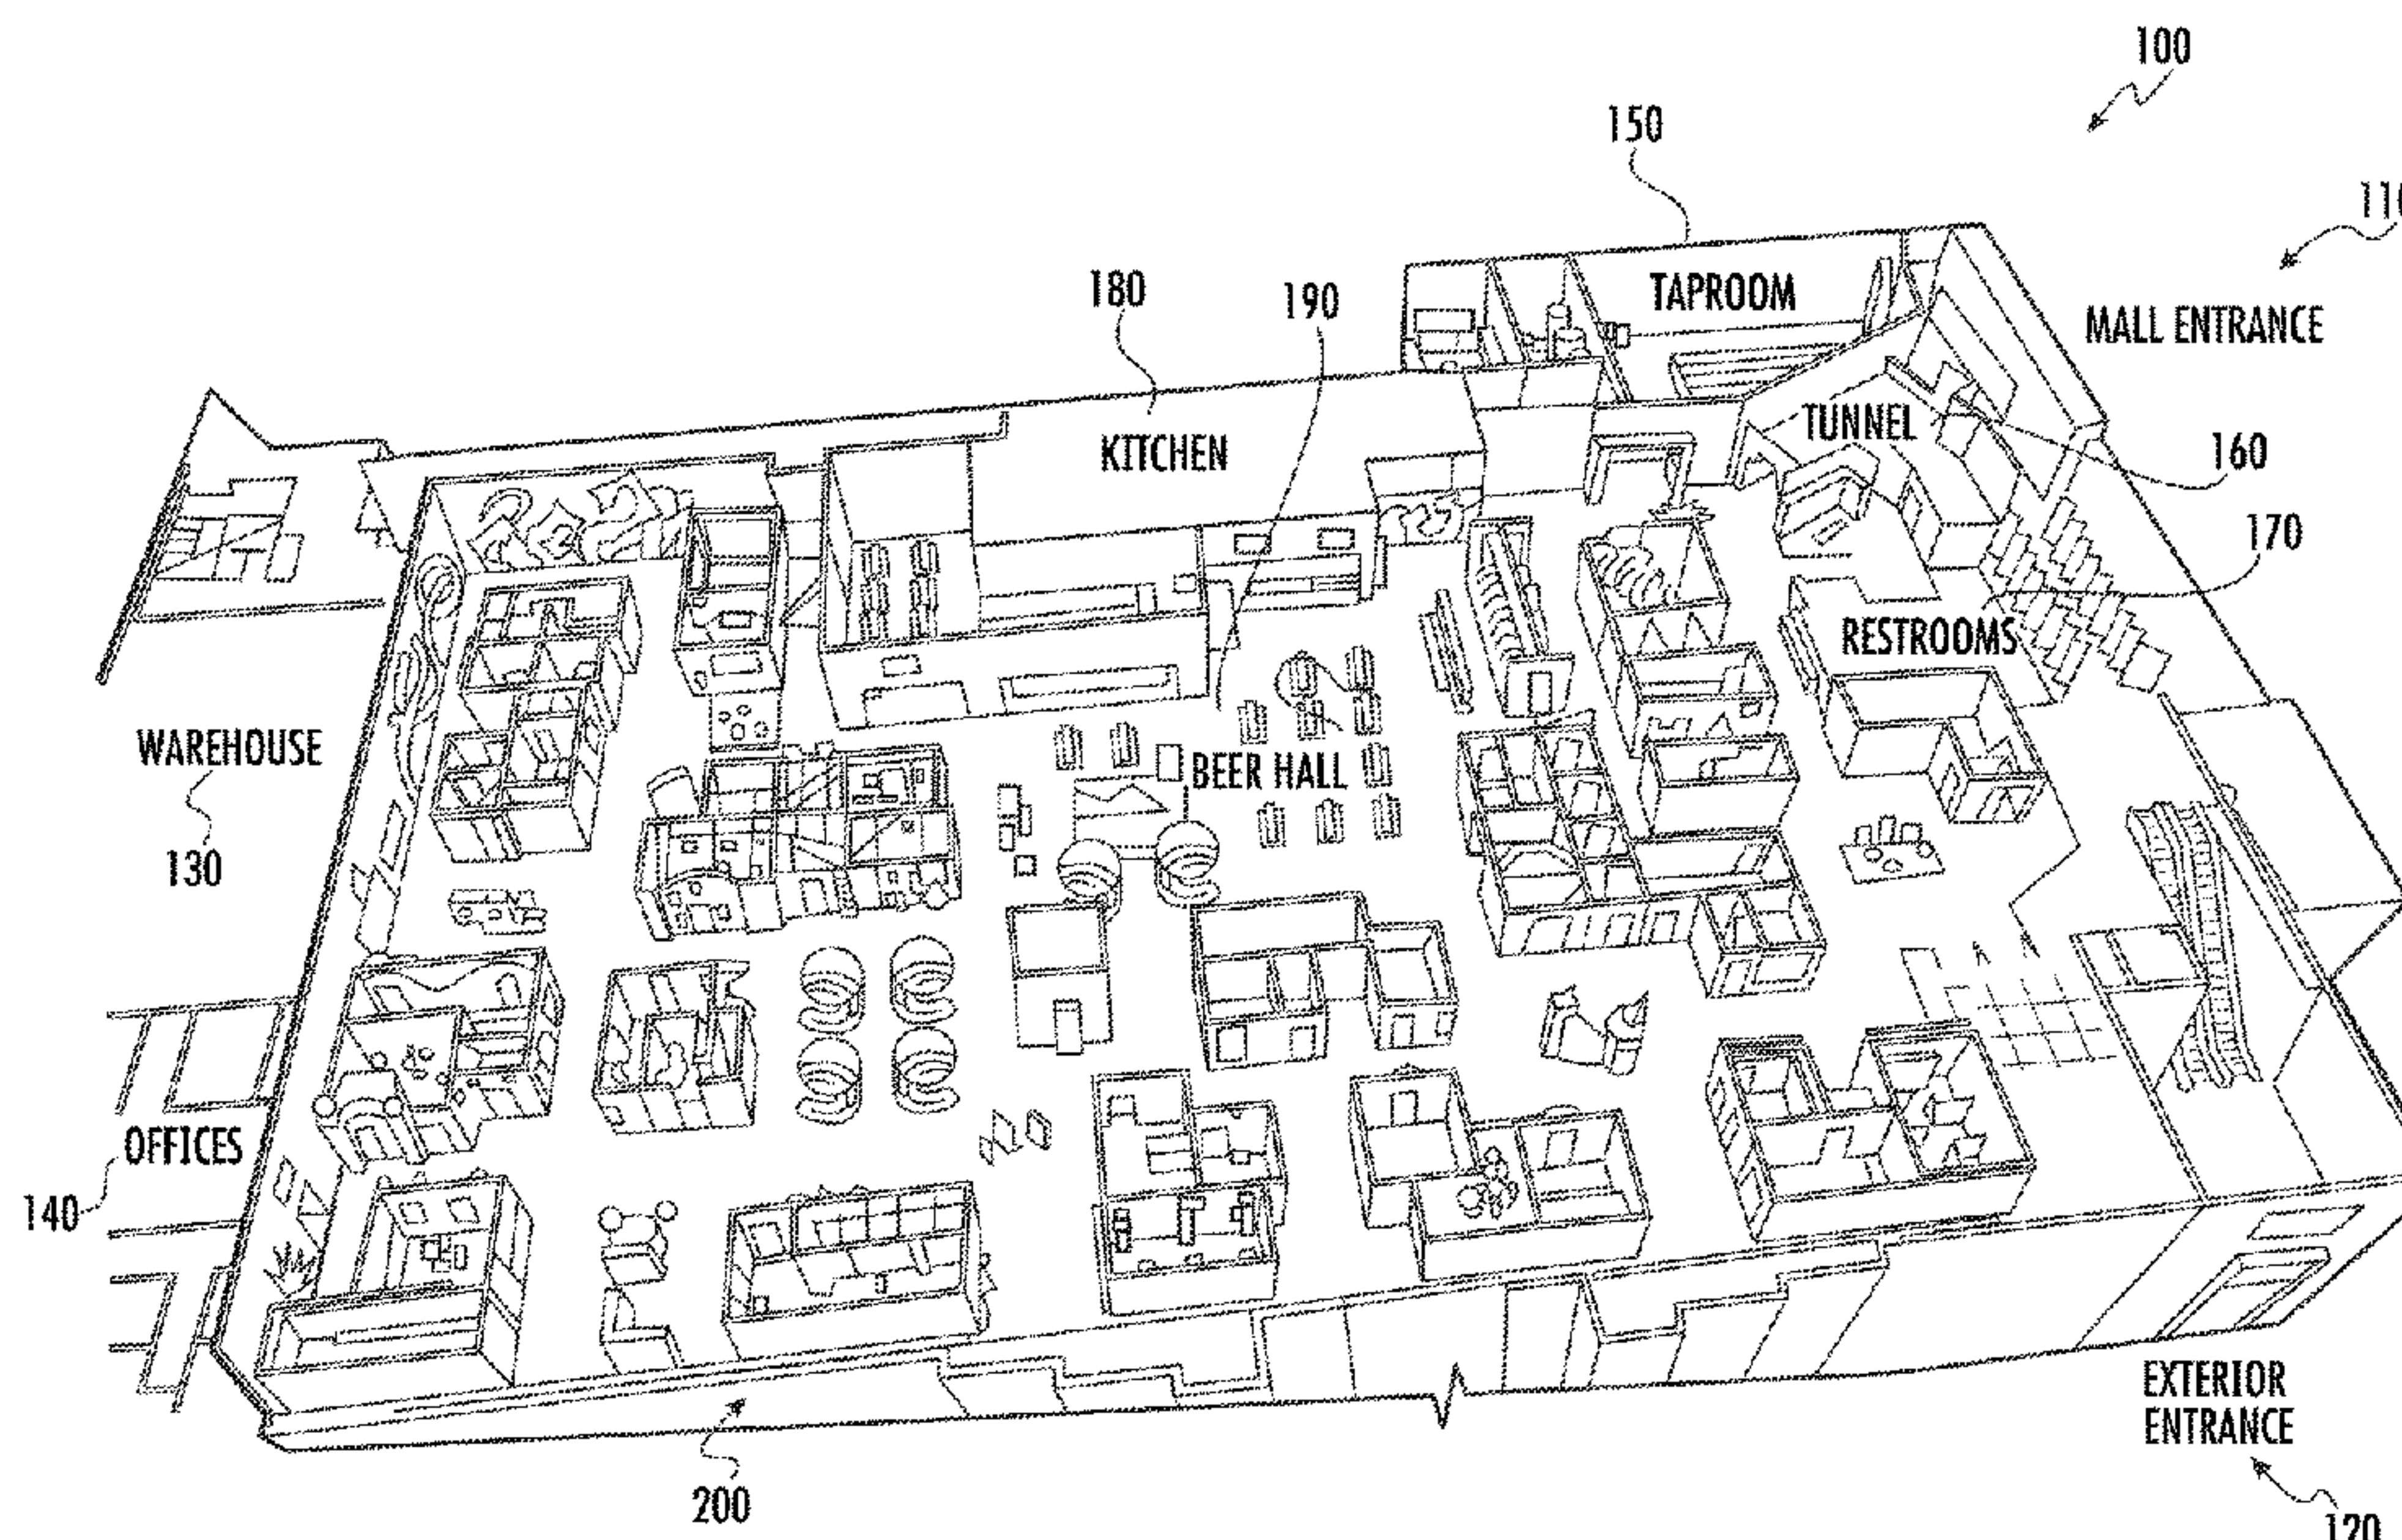 100
150
110
180
190
TAPROOM
MALL ENTRANCE
TUNNEL
KITCHEN
160
170
RESTROOMS
WAREHOUSE
BEER HALL
130
OFFICES
140
EXTERIOR
ENTRANCE
200
120